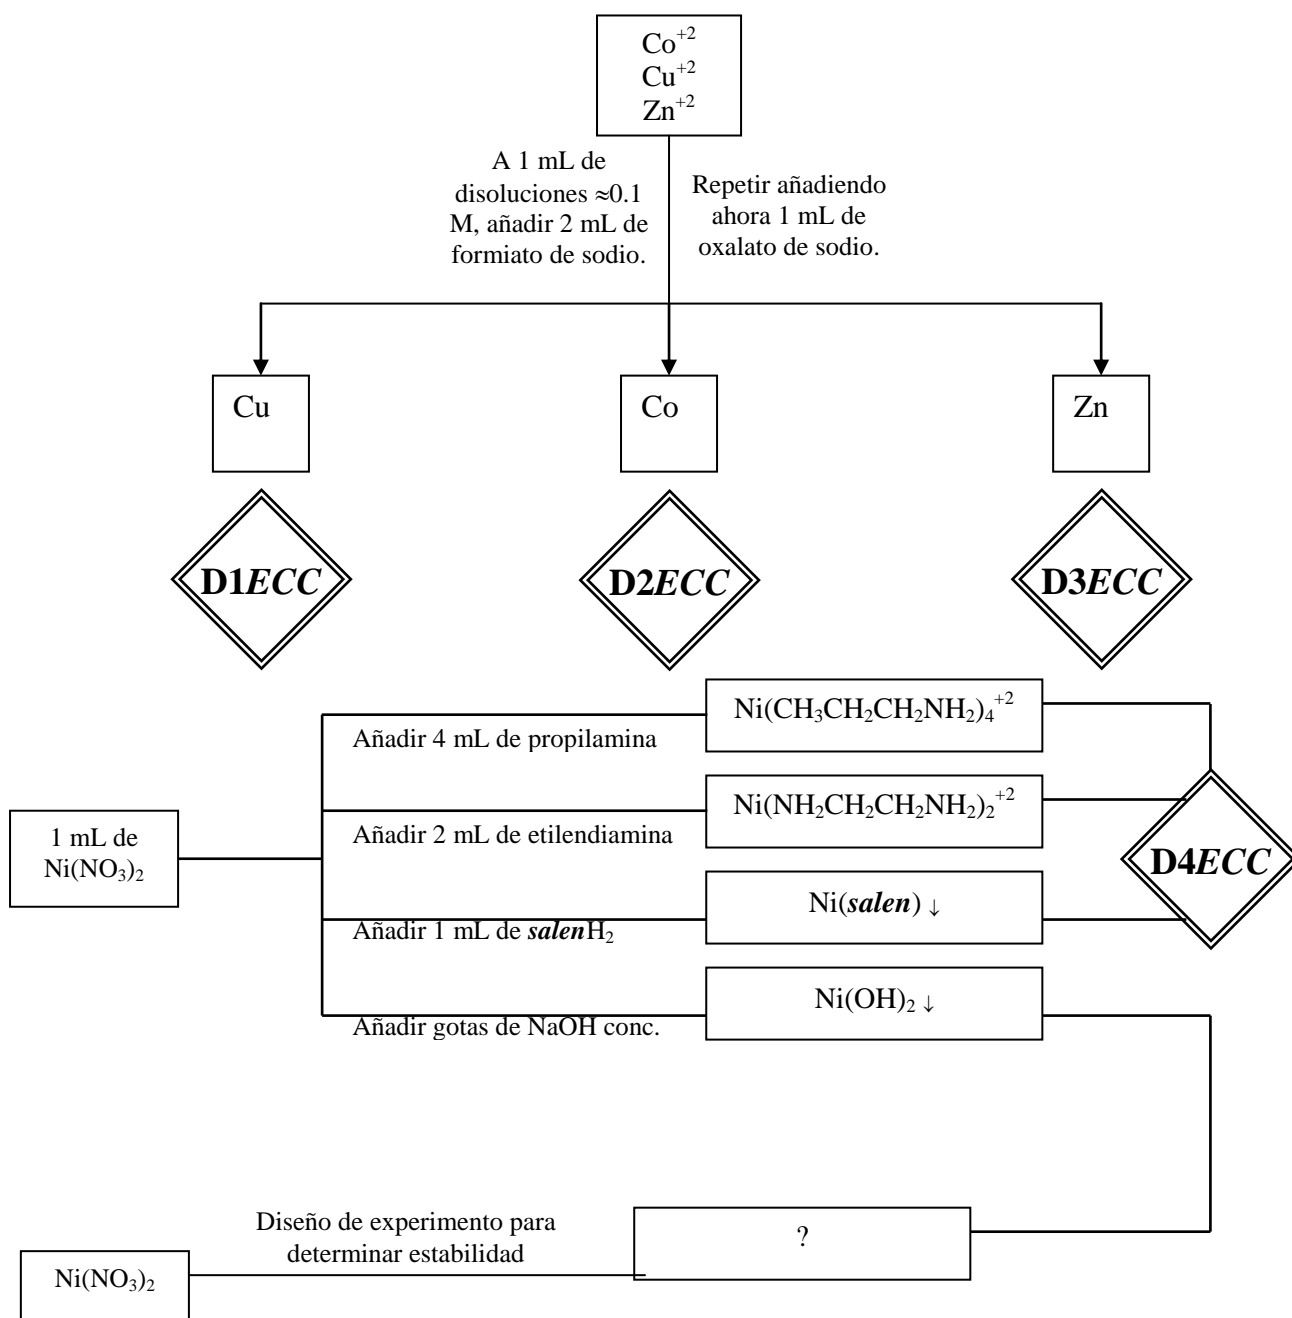 Co+2
Cu+2
Zn+2
A 1 mL de
disoluciones ≈0.1
M, añadir 2 mL de
formiato de sodio.
Repetir añadiendo
ahora 1 mL de
oxalato de sodio.
Cu
Co
Zn
D1ECC
D2ECC
D3ECC
Ni(CH3CH2CH2NH2)4+2
Añadir 4 mL de propilamina
Ni(NH2CH2CH2NH2)2+2
Añadir 2 mL de etilendiamina
1 mL de
Ni(NO3)2
D4ECC
Ni(salen) ↓
Añadir 1 mL de salenH2
Ni(OH)2 ↓
Añadir gotas de NaOH conc.
Diseño de experimento para
determinar estabilidad
?
Ni(NO3)2